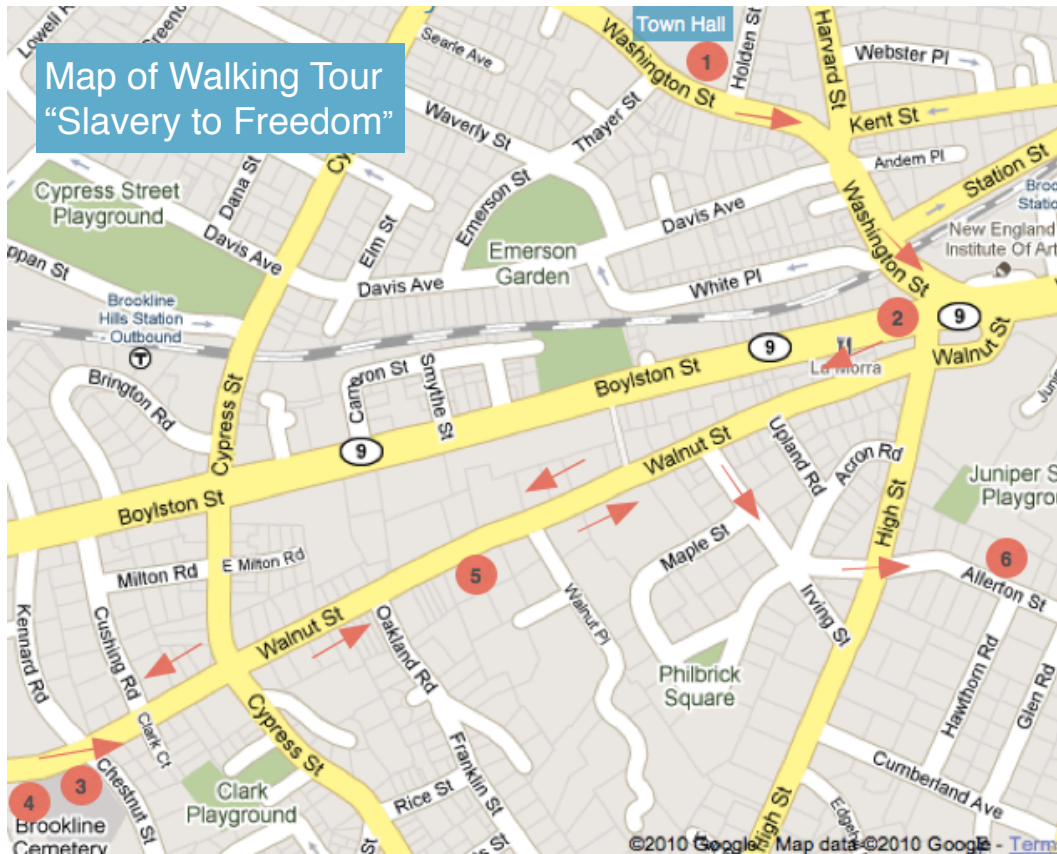 Map of Walking Tour
“Slavery to Freedom”
Town Hall
1
Holden St
Harvard St
Webster Pl
Searle Ave
Washington St
Kent St
Thayer St
Waverly St
Andem Pl
Station St
Cypress Street
Playground
Dana St
Davis Ave
Elm St
Emerson St
Emerson
Garden
Davis Ave
Davis Ave
White Pl
Washington St
New England
Institute Of Art
Brookline
Hills Station
Outbound
T
2
9
9
Walnut St
La Morra
Boylston St
Brington Rd
Cypress St
Smythe St
9
Boylston St
Walnut St
Upland Rd
Acron Rd
High St
Juniper S
Playgro
Milton Rd
E Milton Rd
Maple St
5
6
Allerton St
Kennard Rd
Cushing Rd
Walnut St
Oakland Rd
Walnut Pl
Irving St
Philbrick
Square
Hawthorn Rd
Glen Rd
Clark Ct
Cypress St
Franklin St
3
4
Chestnut St
Clark
Playground
Rice St
Cumberland Ave
High St
Brookline
Cemetery
©2010 Google - Map data ©2010 Google - Term